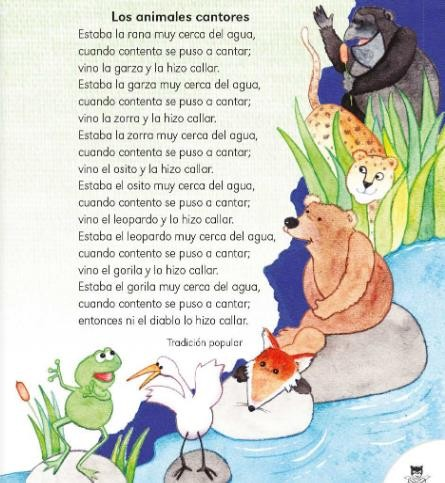 Los animales cantores
Estaba la rana muy cerca del agua,
cuando contenta se puso a cantar;
vino la garza y la hizo callar.
Estaba la garza muy cerca del agua,
cuando contenta se puso a cantar;
vino la zorra y la hizo callar.
Estaba la zorra muy cerca del agua,
cuando contenta se puso a cantar;
vino el osito y la hizo callar.
Estaba el osito muy cerca del agua,
cuando contento se puso a cantar;
vino el leopardo y lo hizo callar.
Estaba el leopardo muy cerca del agua,
cuando contento se puso a cantar;
vino el gorila y lo hizo callar.
Estaba el gorila muy cerca del agua,
cuando contento se puso a cantar;
entonces ni el diablo lo hizo callar.
Tradición popular